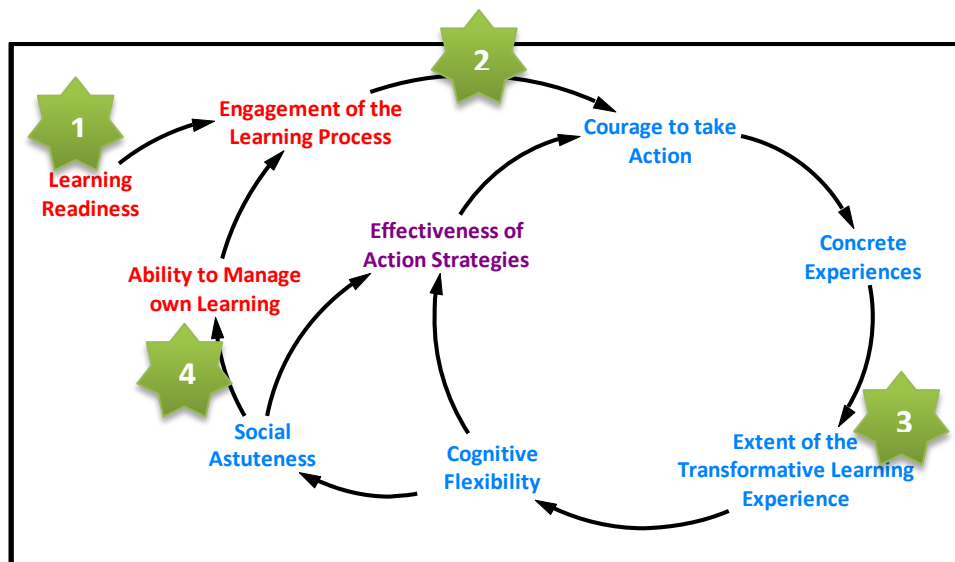 2
1
Engagement of the
Learning Process
Courage to take
Action
Learning
Readiness
Effectiveness of
Action Strategies
Concrete
Experiences
Ability to Manage
own Learning
4
3
Social
Astuteness
Cognitive
Flexibility
Extent of the
Transformative Learning
Experience